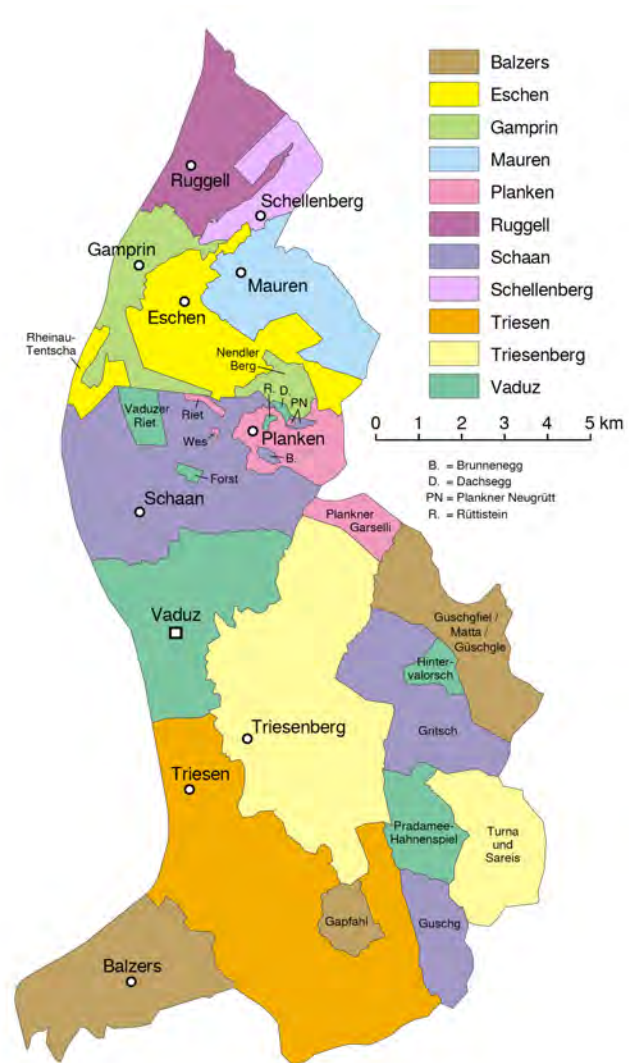 Balzers
Eschen
Gamprin
Mauren
Planken
Ruggell
Schaan
Schellenberg
Triesen
Triesenberg
Vaduz
0 1 2 3 4 5 km
B. = Brunnenegg
D. = Dachsegg
PN = Plankner Neugrütt
R. = Rüttistein
Ruggell
Schellenberg
Gamprin
Mauren
Eschen
Rheinau-
Tentscha
Nendler
Berg
R.
D.
PN
Vaduzer
Riet
Riet
Wes
Planken
B.
Forst
Schaan
Plankner
Garselli
Vaduz
Guschgfiel /
Matta /
Güschgle
Hinter-
valorsch
Gritsch
Triesenberg
Triesen
Pradamee-
Hahnenspiel
Turna
und
Sareis
Gapfahl
Guschg
Balzers